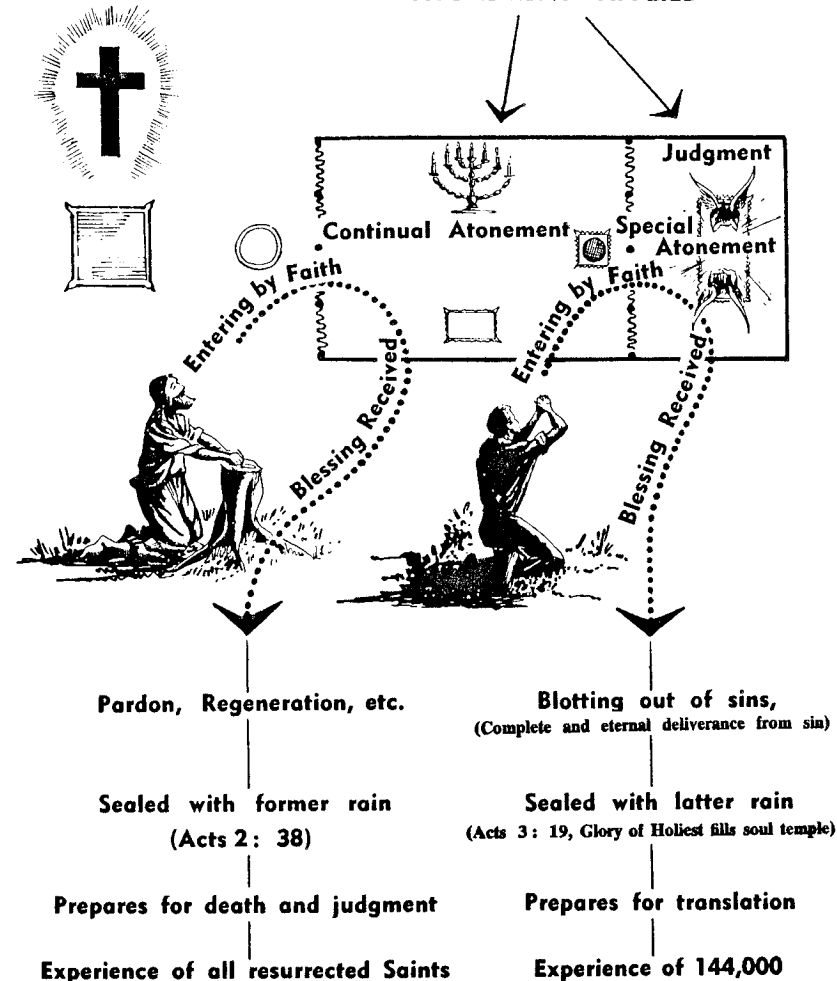 Judgment
Continual Atonement
Special
Atonement
Entering by Faith
Blessing Received
Entering by Faith
Blessing Received
Pardon, Regeneration, etc.
Sealed with former rain
(Acts 2: 38)
Prepares for death and judgment
Experience of all resurrected Saints
Blotting out of sins,
(Complete and eternal deliverance from sin)
Sealed with latter rain
(Acts 3: 19, Glory of Holiest fills soul temple)
Prepares for translation
Experience of 144,000